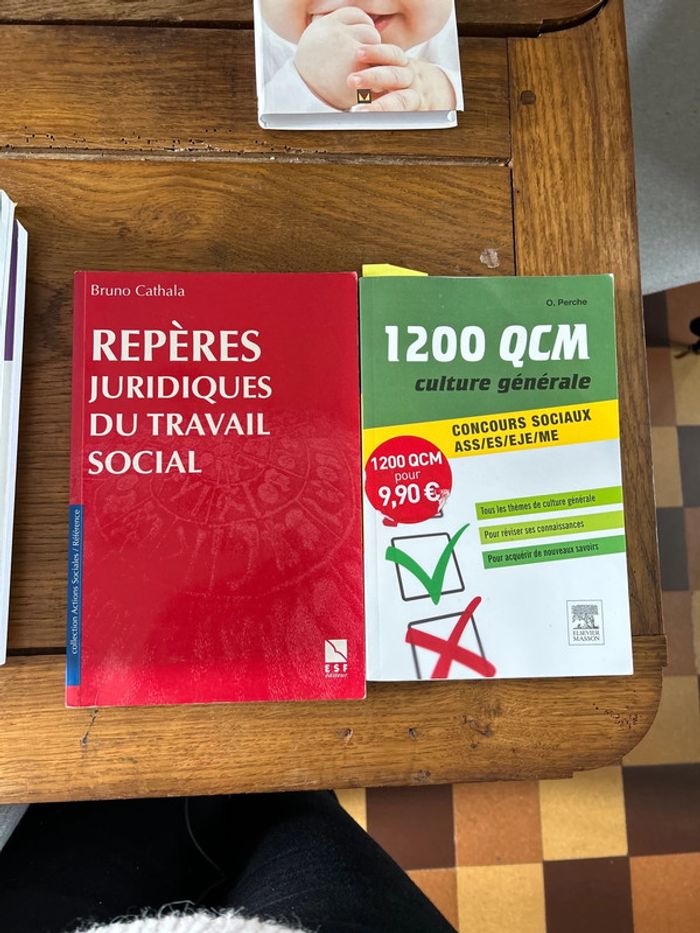 Bruno Cathala
REPÈRES
JURIDIQUES
DU TRAVAIL
SOCIAL
collection Actions Sociales / Référence
ESF
éditeur
O. Perche
1200 QCM
culture générale
CONCOURS SOCIAUX
ASS/ES/EJE/ME
1200 QCM
pour
9,90 €
Tous les thèmes de culture générale
Pour réviser ses connaissances
Pour acquérir de nouveaux savoirs
ELSEVIER
MASSON